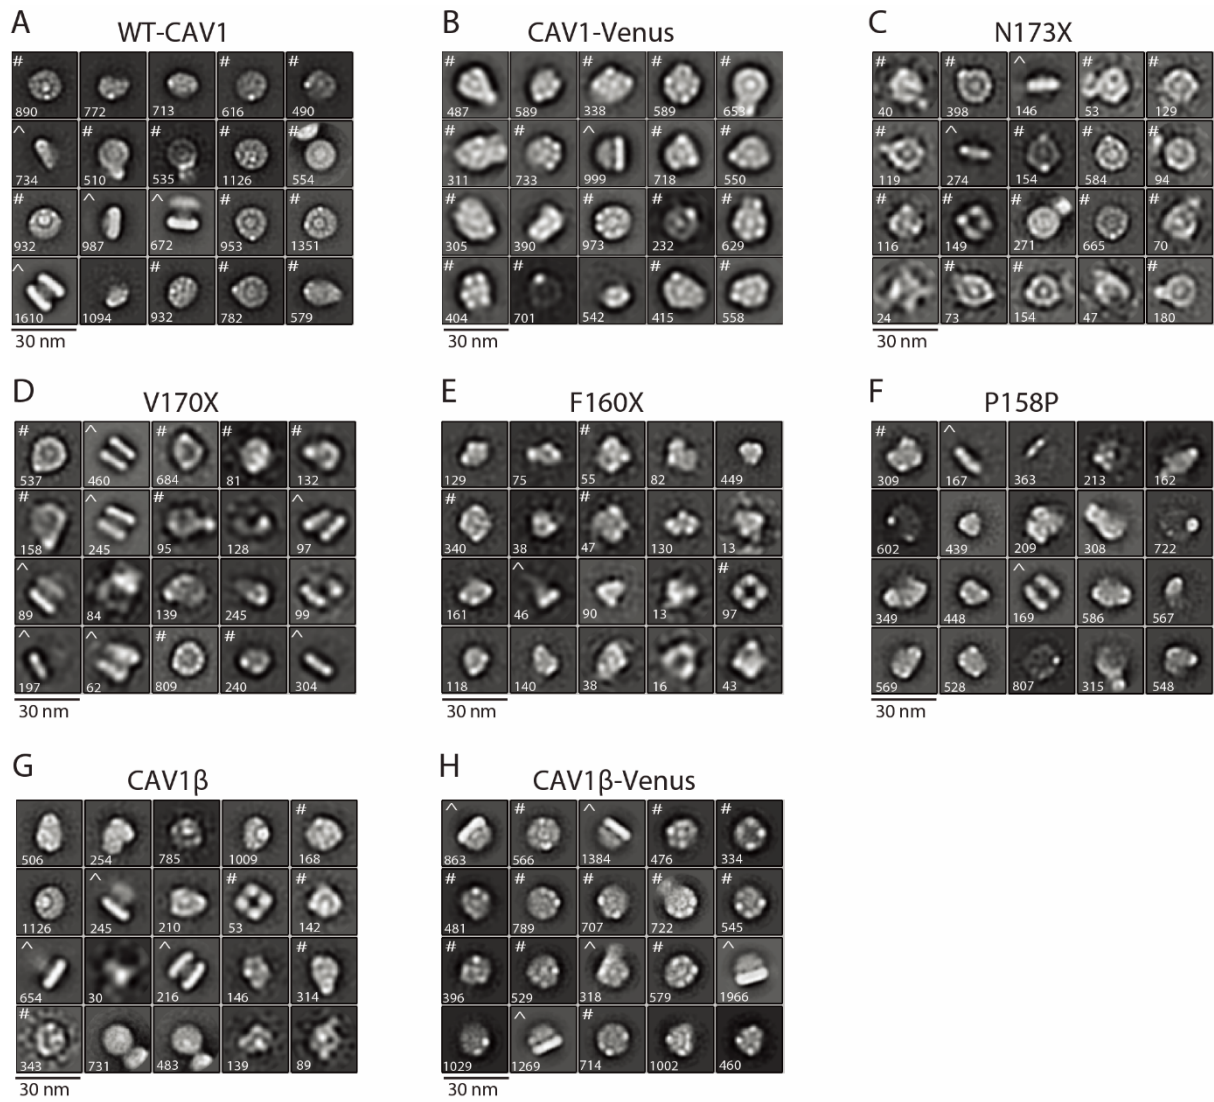 A
WT-CAV1
# # #
890 772 713 616 490
^ # # #
734 510 535 1126 554
# ^ ^ # #
932 987 672 953 1351
^ # # #
1610 1094 932 782 579
30 nm
B
CAV1-Venus
# # # #
487 589 338 589 653
# # ^ # #
311 733 999 718 550
# # # #
305 390 973 232 629
# # # #
404 701 542 415 558
30 nm
C
N173X
# # ^ # #
40 398 146 53 129
# ^ # # #
119 274 154 584 94
# # # # #
116 149 271 665 70
# # #
24 73 154 47 180
30 nm
D
V170X
# ^ # # #
537 460 684 81 132
# ^ # ^
158 245 95 128 97
^
89 84 139 245 99
^ ^ # # ^
197 62 809 240 304
30 nm
E
F160X
#
129 75 55 82 449
# #
340 38 47 130 13
^ #
161 46 90 13 97
118 140 38 16 43
F
P158P
# ^
309 167 363 213 162
602 439 209 308 722
^
349 448 169 586 567
569 528 807 315 548
30 nm
G
CAV1β
#
506 254 785 1009 168
^ # #
1126 245 210 53 142
^ ^ #
654 30 216 146 314
#
343 731 483 139 89
30 nm
H
CAV1β-Venus
^ # ^ # #
863 566 1384 476 334
# # # # #
481 789 707 722 545
# # ^ # ^
396 529 318 579 1966
^ #
1029 1269 714 1002 460
30 nm